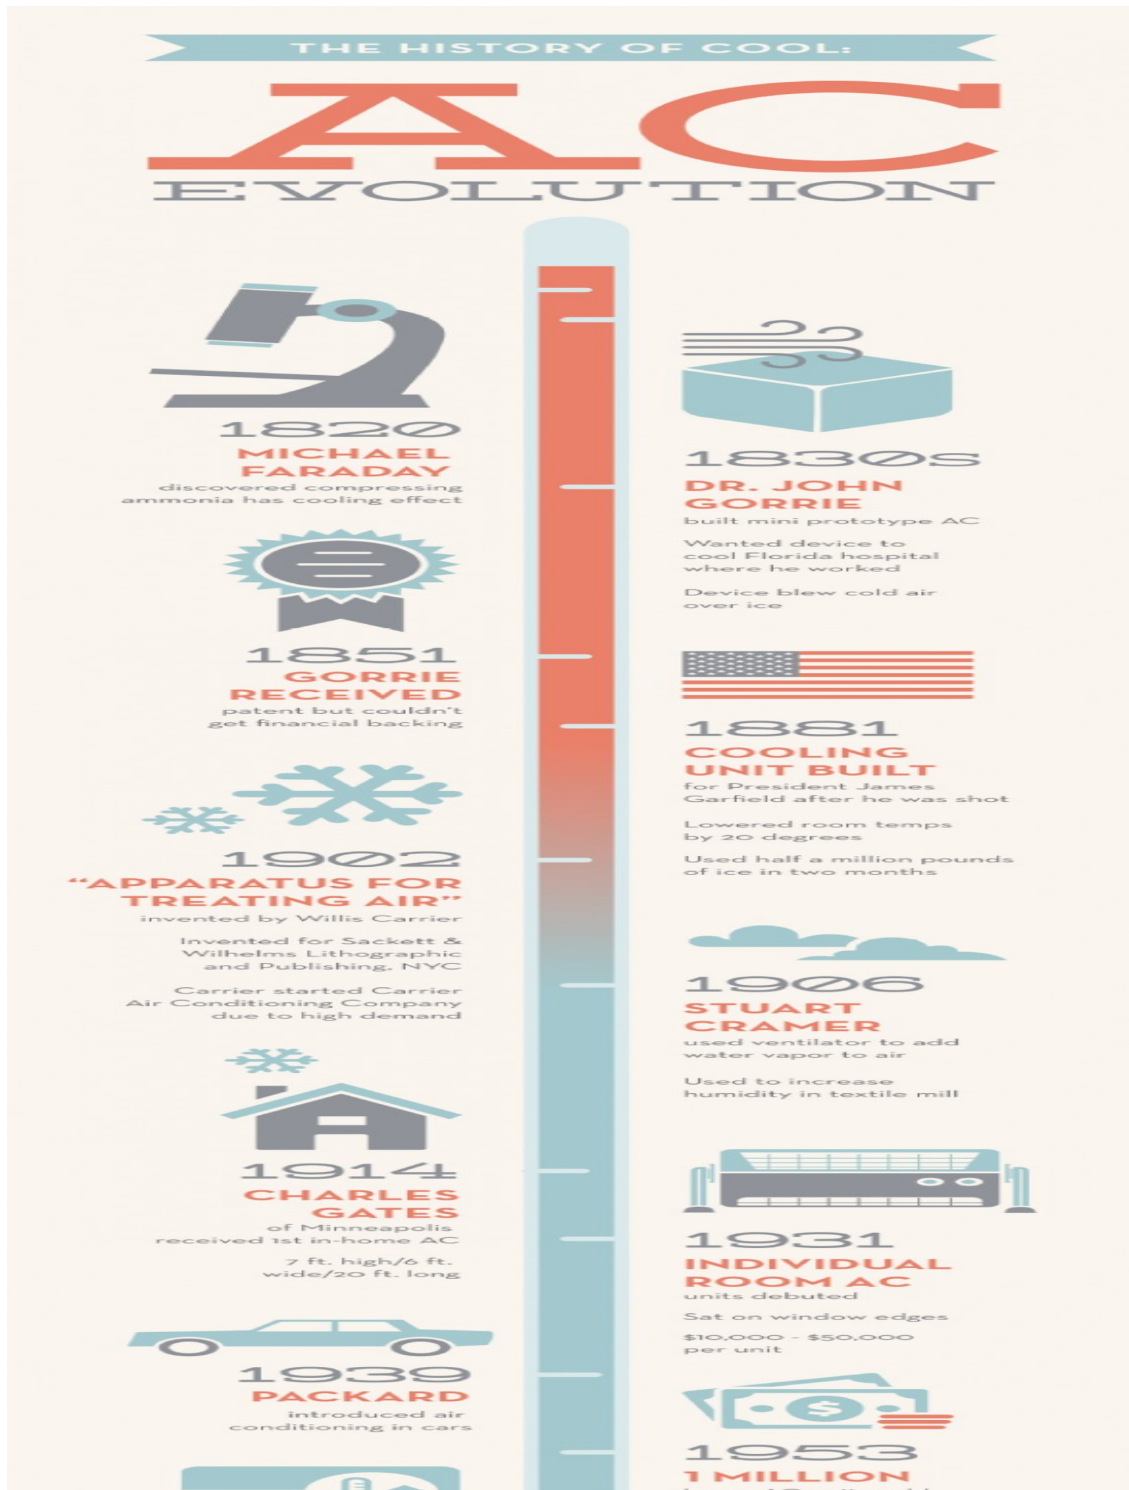 THE HISTORY OF COOL:
AC
EVOLUTION
1820
MICHAEL
FARADAY
discovered compressing
ammonia has cooling effect
1830s
DR. JOHN
GORRIE
built mini prototype AC
Wanted device to
cool Florida hospital
where he worked
Device blew cold air
over ice
1851
GORRIE
RECEIVED
patent but couldn't
get financial backing
1881
COOLING
UNIT BUILT
for President James
Garfield after he was shot
Lowered room temps
by 20 degrees
Used half a million pounds
of ice in two months
1902
"APPARATUS FOR
TREATING AIR"
invented by Willis Carrier
Invented for Sackett &
Wilhelms Lithographic
and Publishing, NYC
Carrier started Carrier
Air Conditioning Company
due to high demand
1906
STUART
CRAMER
used ventilator to add
water vapor to air
Used to increase
humidity in textile mill
1914
CHARLES
GATES
of Minneapolis
received 1st in-home AC
7 ft. high/6 ft.
wide/20 ft. long
1931
INDIVIDUAL
ROOM AC
units debuted
Sat on window edges
$10,000 - $50,000
per unit
1939
PACKARD
introduced air
conditioning in cars
1953
1 MILLION